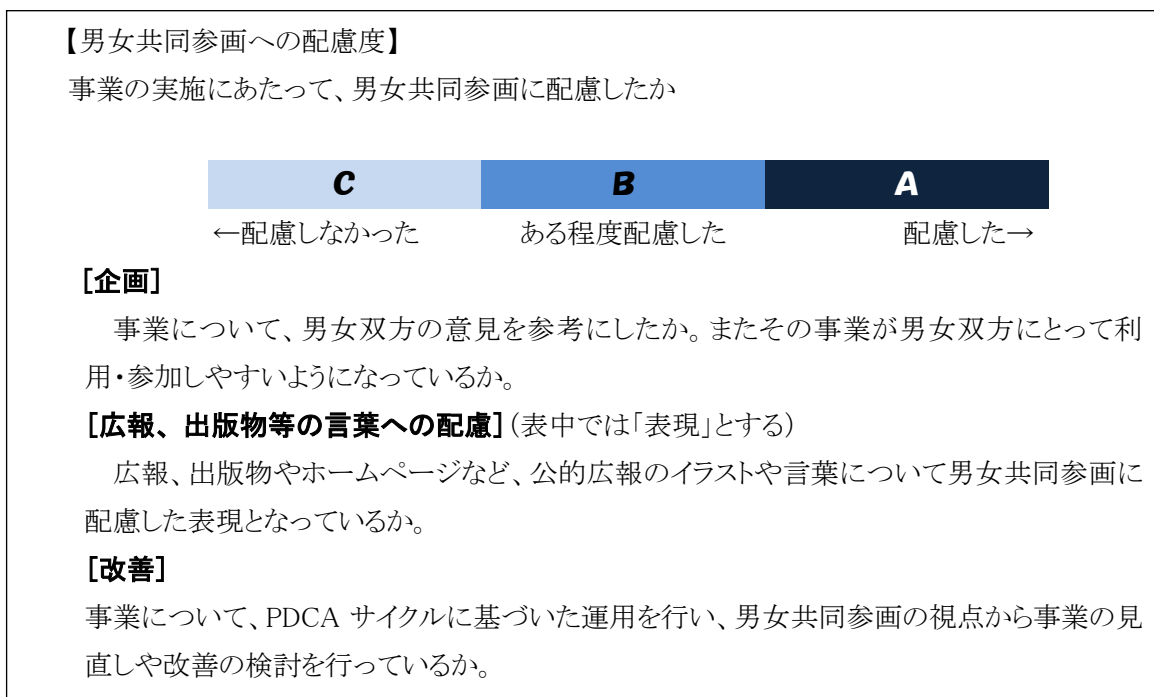 【男女共同参画への配慮度】
事業の実施にあたって、男女共同参画に配慮したか
C B A
←配慮しなかった ある程度配慮した 配慮した→
[企画]
事業について、男女双方の意見を参考にしたか。またその事業が男女双方にとって利
用・参加しやすいようになっているか。
[広報、出版物等の言葉への配慮](表中では「表現」とする)
広報、出版物やホームページなど、公的広報のイラストや言葉について男女共同参画に
配慮した表現となっているか。
[改善]
事業について、PDCA サイクルに基づいた運用を行い、男女共同参画の視点から事業の見
直しや改善の検討を行っているか。